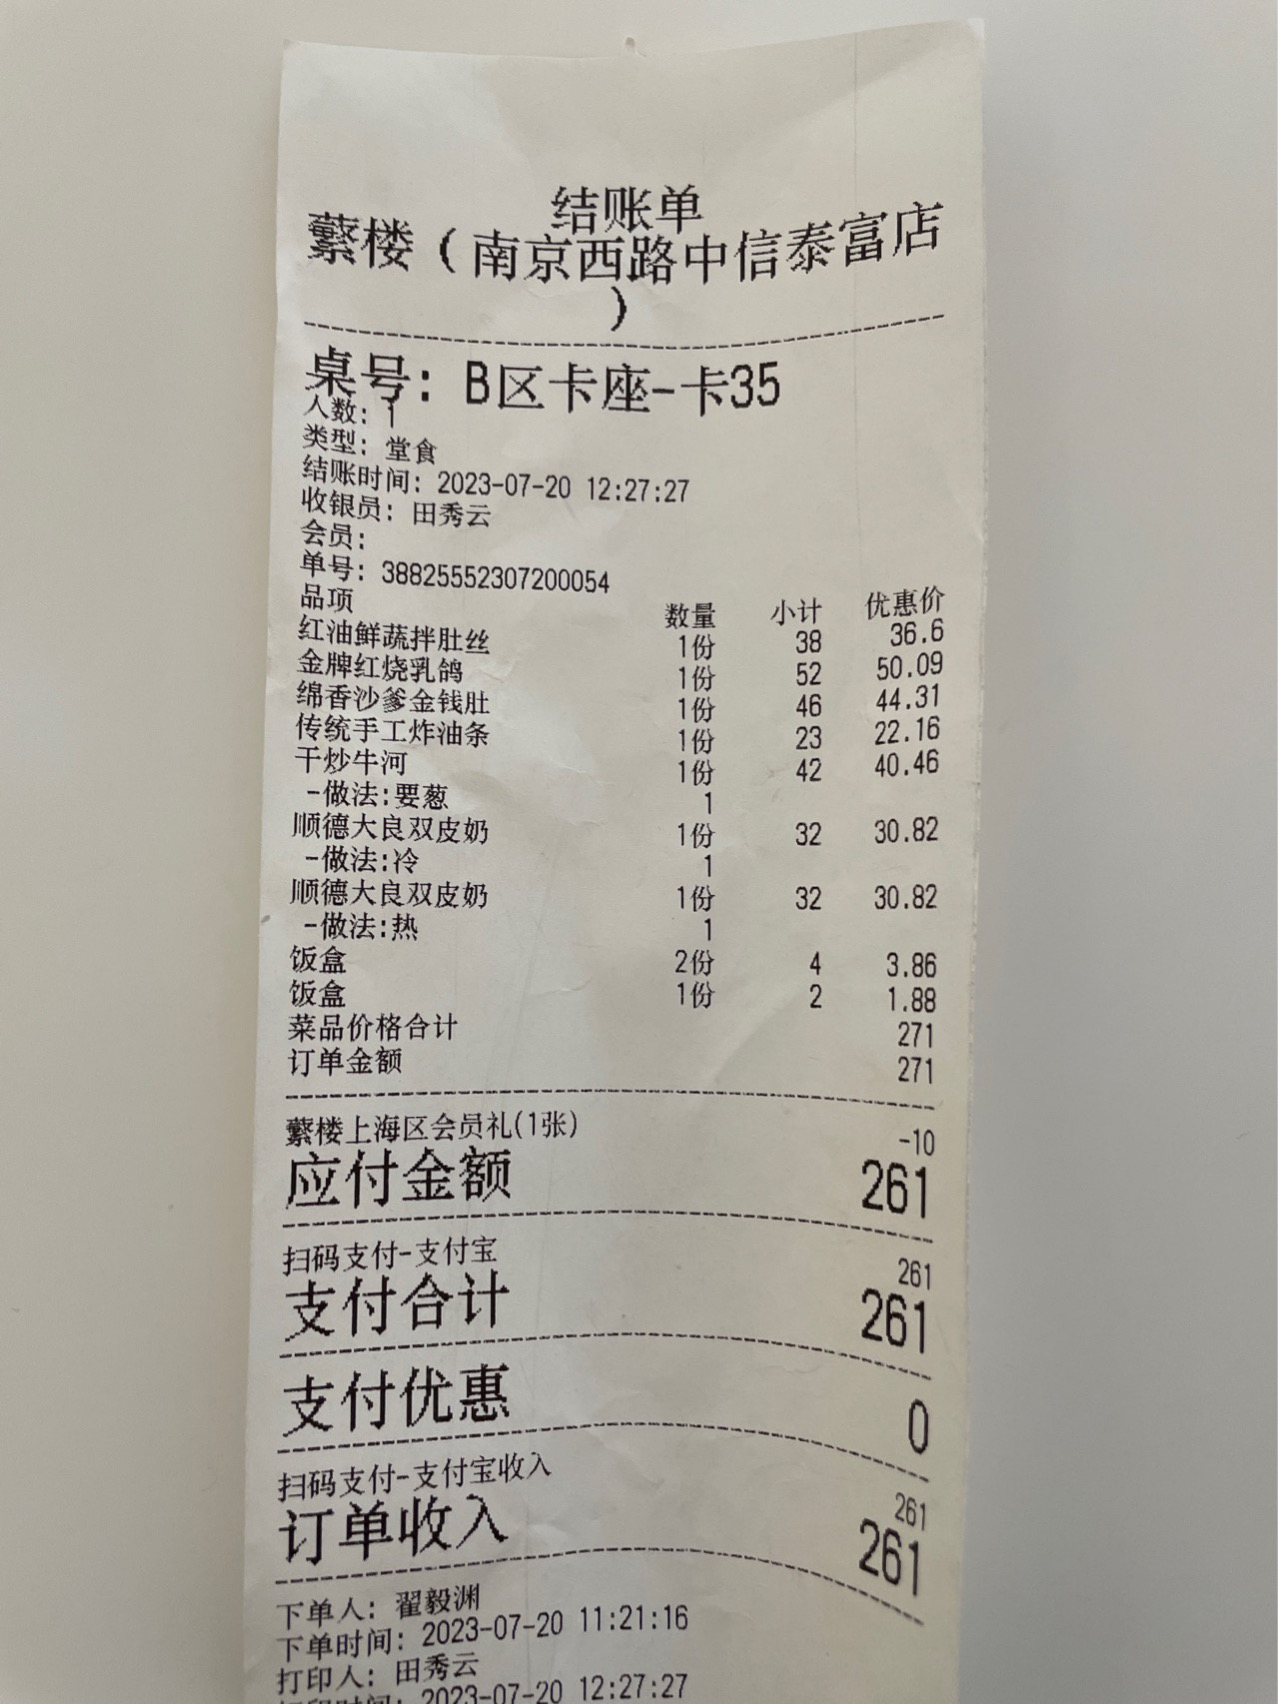 结账单
蘩楼（南京西路中信泰富店
）
桌号：B区卡座-卡35
人数：1
类型：堂食
结账时间：2023-07-20 12:27:27
收银员：田秀云
会员：
单号：388255552307200054
品项 数量 小计 优惠价
红油鲜蔬拌肚丝 1份 38 36.6
金牌红烧乳鸽 1份 52 50.09
绵香沙爹金钱肚 1份 46 44.31
传统手工炸油条 1份 23 22.16
干炒牛河 1份 42 40.46
-做法:要葱 1
顺德大良双皮奶 1份 32 30.82
-做法:冷 1
顺德大良双皮奶 1份 32 30.82
-做法:热 1
饭盒 2份 4 3.86
饭盒 1份 2 1.88
菜品价格合计 271
订单金额 271
蘩楼上海区会员礼(1张) -10
应付金额 261
扫码支付-支付宝 261
支付合计 261
支付优惠 0
扫码支付-支付宝收入 261
订单收入 261
下单人：翟毅渊
下单时间：2023-07-20 11:21:16
打印人：田秀云
打印时间：2023-07-20 12:27:27